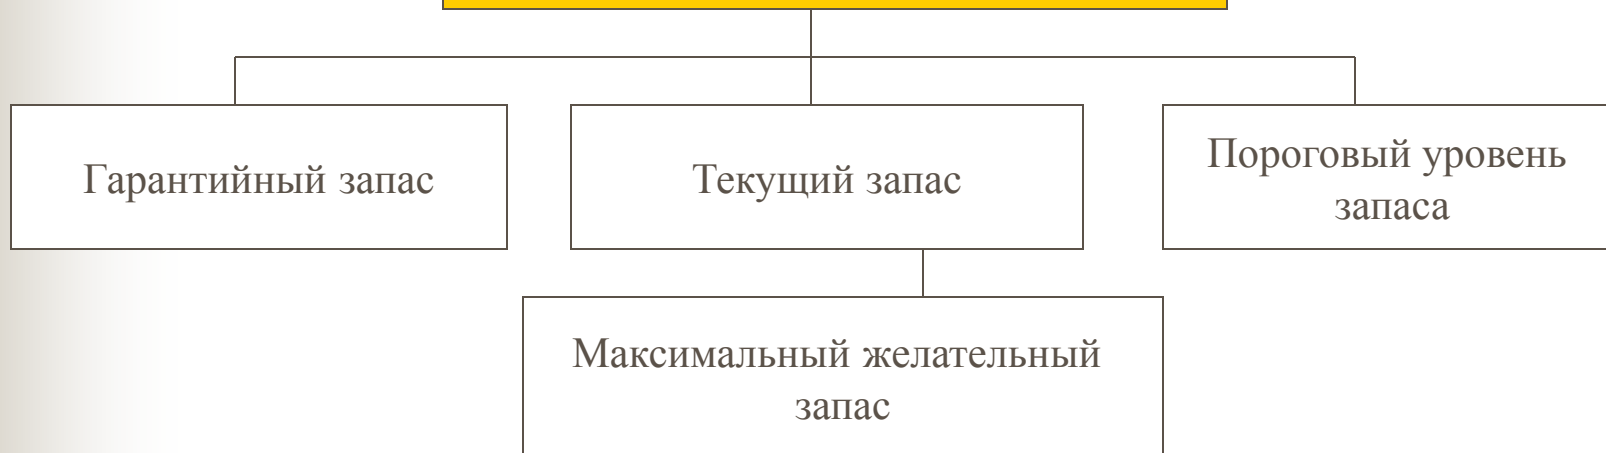 Гарантийный запас
Текущий запас
Пороговый уровень
запаса
Максимальный желательный
запас